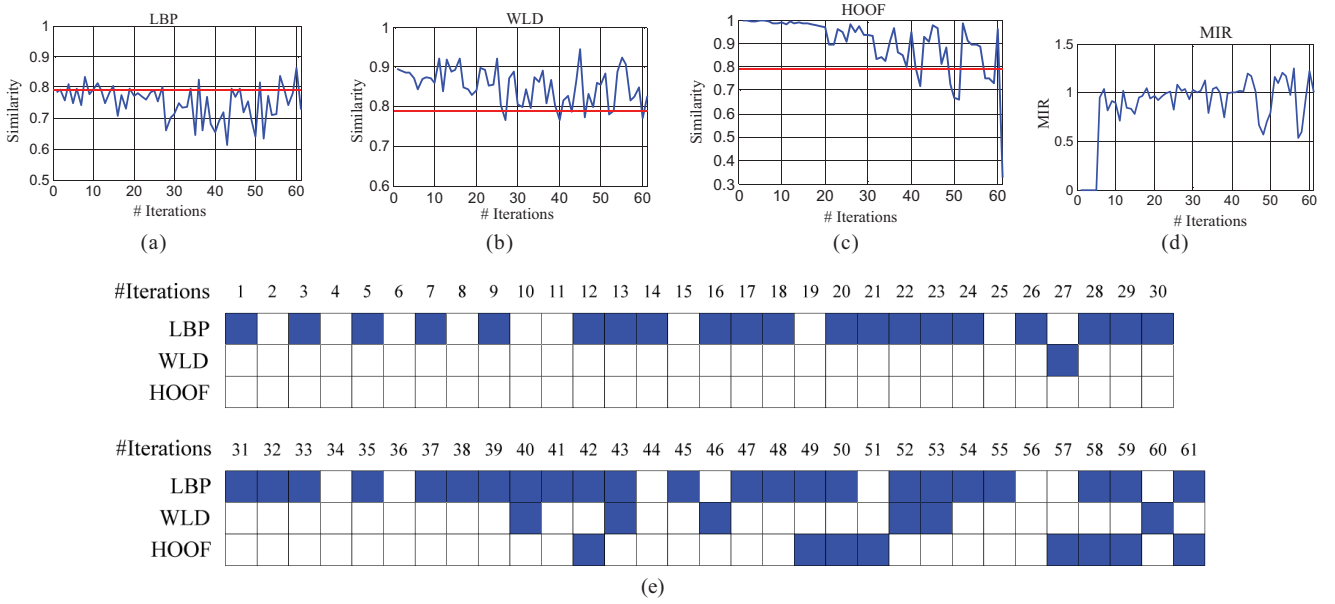 LBP
1
0.9
0.8
0.7
0.6
0.5
Similarity
0 10 20 30 40 50 60
# Iterations
(a)
WLD
1
0.9
0.8
0.7
0.6
Similarity
0 10 20 30 40 50 60
# Iterations
(b)
HOOF
1
0.9
0.8
0.7
0.6
0.5
0.4
0.3
Similarity
0 10 20 30 40 50 60
# Iterations
(c)
MIR
1.5
1
0.5
0
MIR
0 10 20 30 40 50 60
# Iterations
(d)
#Iterations 1 2 3 4 5 6 7 8 9 10 11 12 13 14 15 16 17 18 19 20 21 22 23 24 25 26 27 28 29 30
LBP
WLD
HOOF
#Iterations 31 32 33 34 35 36 37 38 39 40 41 42 43 44 45 46 47 48 49 50 51 52 53 54 55 56 57 58 59 60 61
LBP
WLD
HOOF
(e)